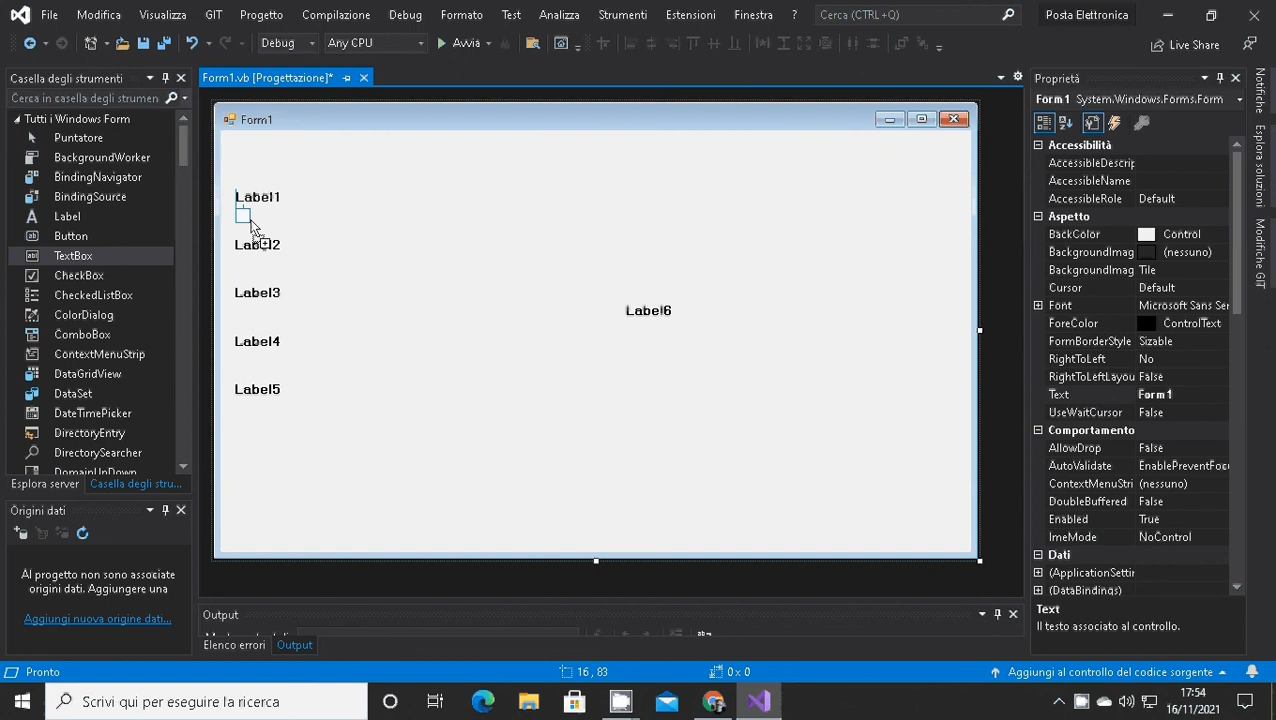 File Modifica Visualizza GIT Progetto Compilazione Debug Formato Test Analizza Strumenti Estensioni Finestra ? Cerca (CTRL+Q) Posta Elettronica
Debug Any CPU Avvia Live Share
Casella degli strumenti
Cerca in casella degli strumen
Tutti i Windows Form
Puntatore
BackgroundWorker
BindingNavigator
BindingSource
Label
Button
TextBox
CheckBox
CheckedListBox
ColorDialog
ComboBox
ContextMenuStrip
DataGridView
DataSet
DateTimePicker
DirectoryEntry
DirectorySearcher
DomainUpDown
Esplora server Casella degli stru...
Origini dati
Al progetto non sono associate
origini dati. Aggiungere una
Aggiungi nuova origine dati...
Form1.vb [Progettazione]*
Form1
Label1
Label2
Label3
Label6
Label4
Label5
Output
Elenco errori Output
Proprietà
Form1 System.Windows.Forms.Form
Accessibilità
AccessibleDescrip
AccessibleName
AccessibleRole Default
Aspetto
BackColor Control
BackgroundImag (nessuno)
BackgroundImag Tile
Cursor Default
Font Microsoft Sans Ser
ForeColor ControlText
FormBorderStyle Sizable
RightToLeft No
RightToLeftLayou False
Text Form1
UseWaitCursor False
Comportamento
AllowDrop False
AutoValidate EnablePreventFoc
ContextMenuStri (nessuno)
DoubleBuffered False
Enabled True
ImeMode NoControl
Dati
(ApplicationSettir
(DataBindings)
Text
Il testo associato al controllo.
Notifiche
Esplora soluzioni
Modifiche GIT
Pronto 16 , 83 0 x 0 Aggiungi al controllo del codice sorgente
Scrivi qui per eseguire la ricerca
17:54
16/11/2021